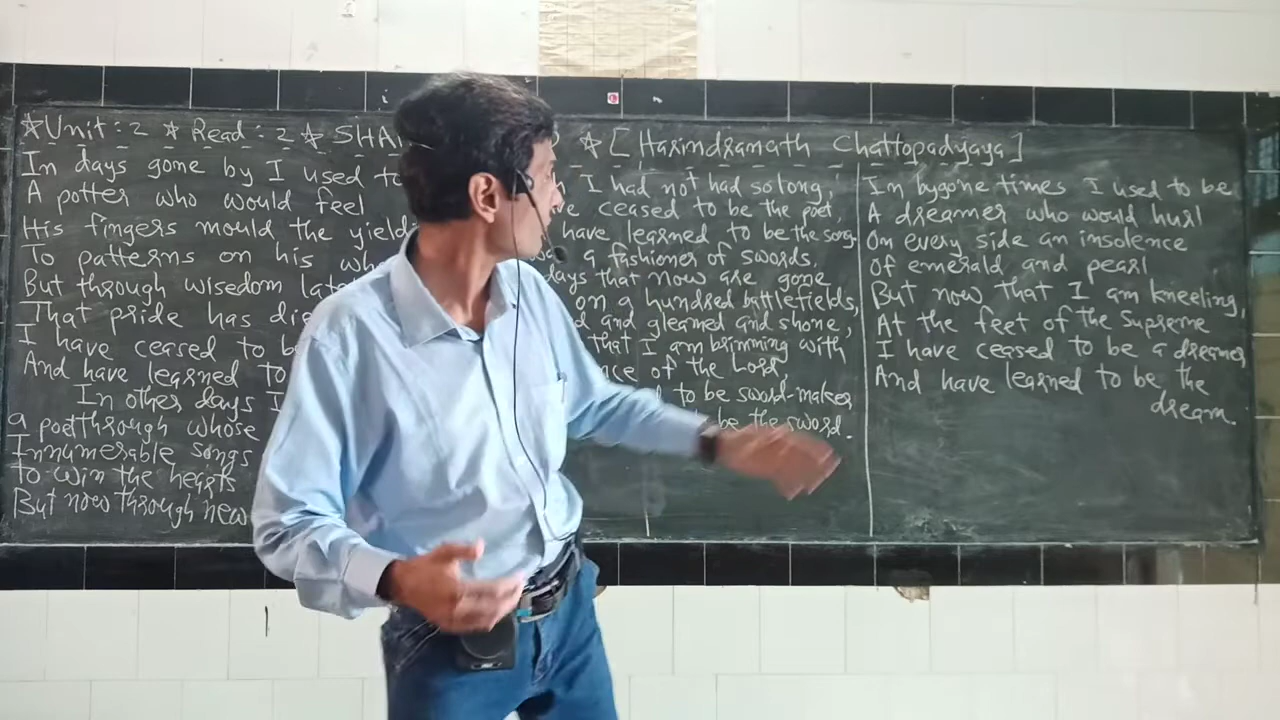 *Unit:2 * Read:2 * SHA
* [Harindranath Chattopadyaya]
In days gone by I used to
A potter who would feel
His fingers mould the yield
To patterns on his wh
But through wisdom late
That pride has die
I have ceased to b
And have learned to
In other days I
a poet through whose
Innumerable songs
to win the hearts
But now through new
I had not had so long,
ceased to be the poet,
have learned to be the song.
a fashioner of swords,
days that now are gone
on a hundred battlefields,
and gleamed and shone,
that I am brimming with
of the Lord
to be sword-maker
be the sword.
In bygone times I used to be
A dreamer who would hurl
On every side an insolence
Of emerald and pearl
But now that I am kneeling,
At the feet of the Supreme
I have ceased to be a dreamer,
And have learned to be the
dream.